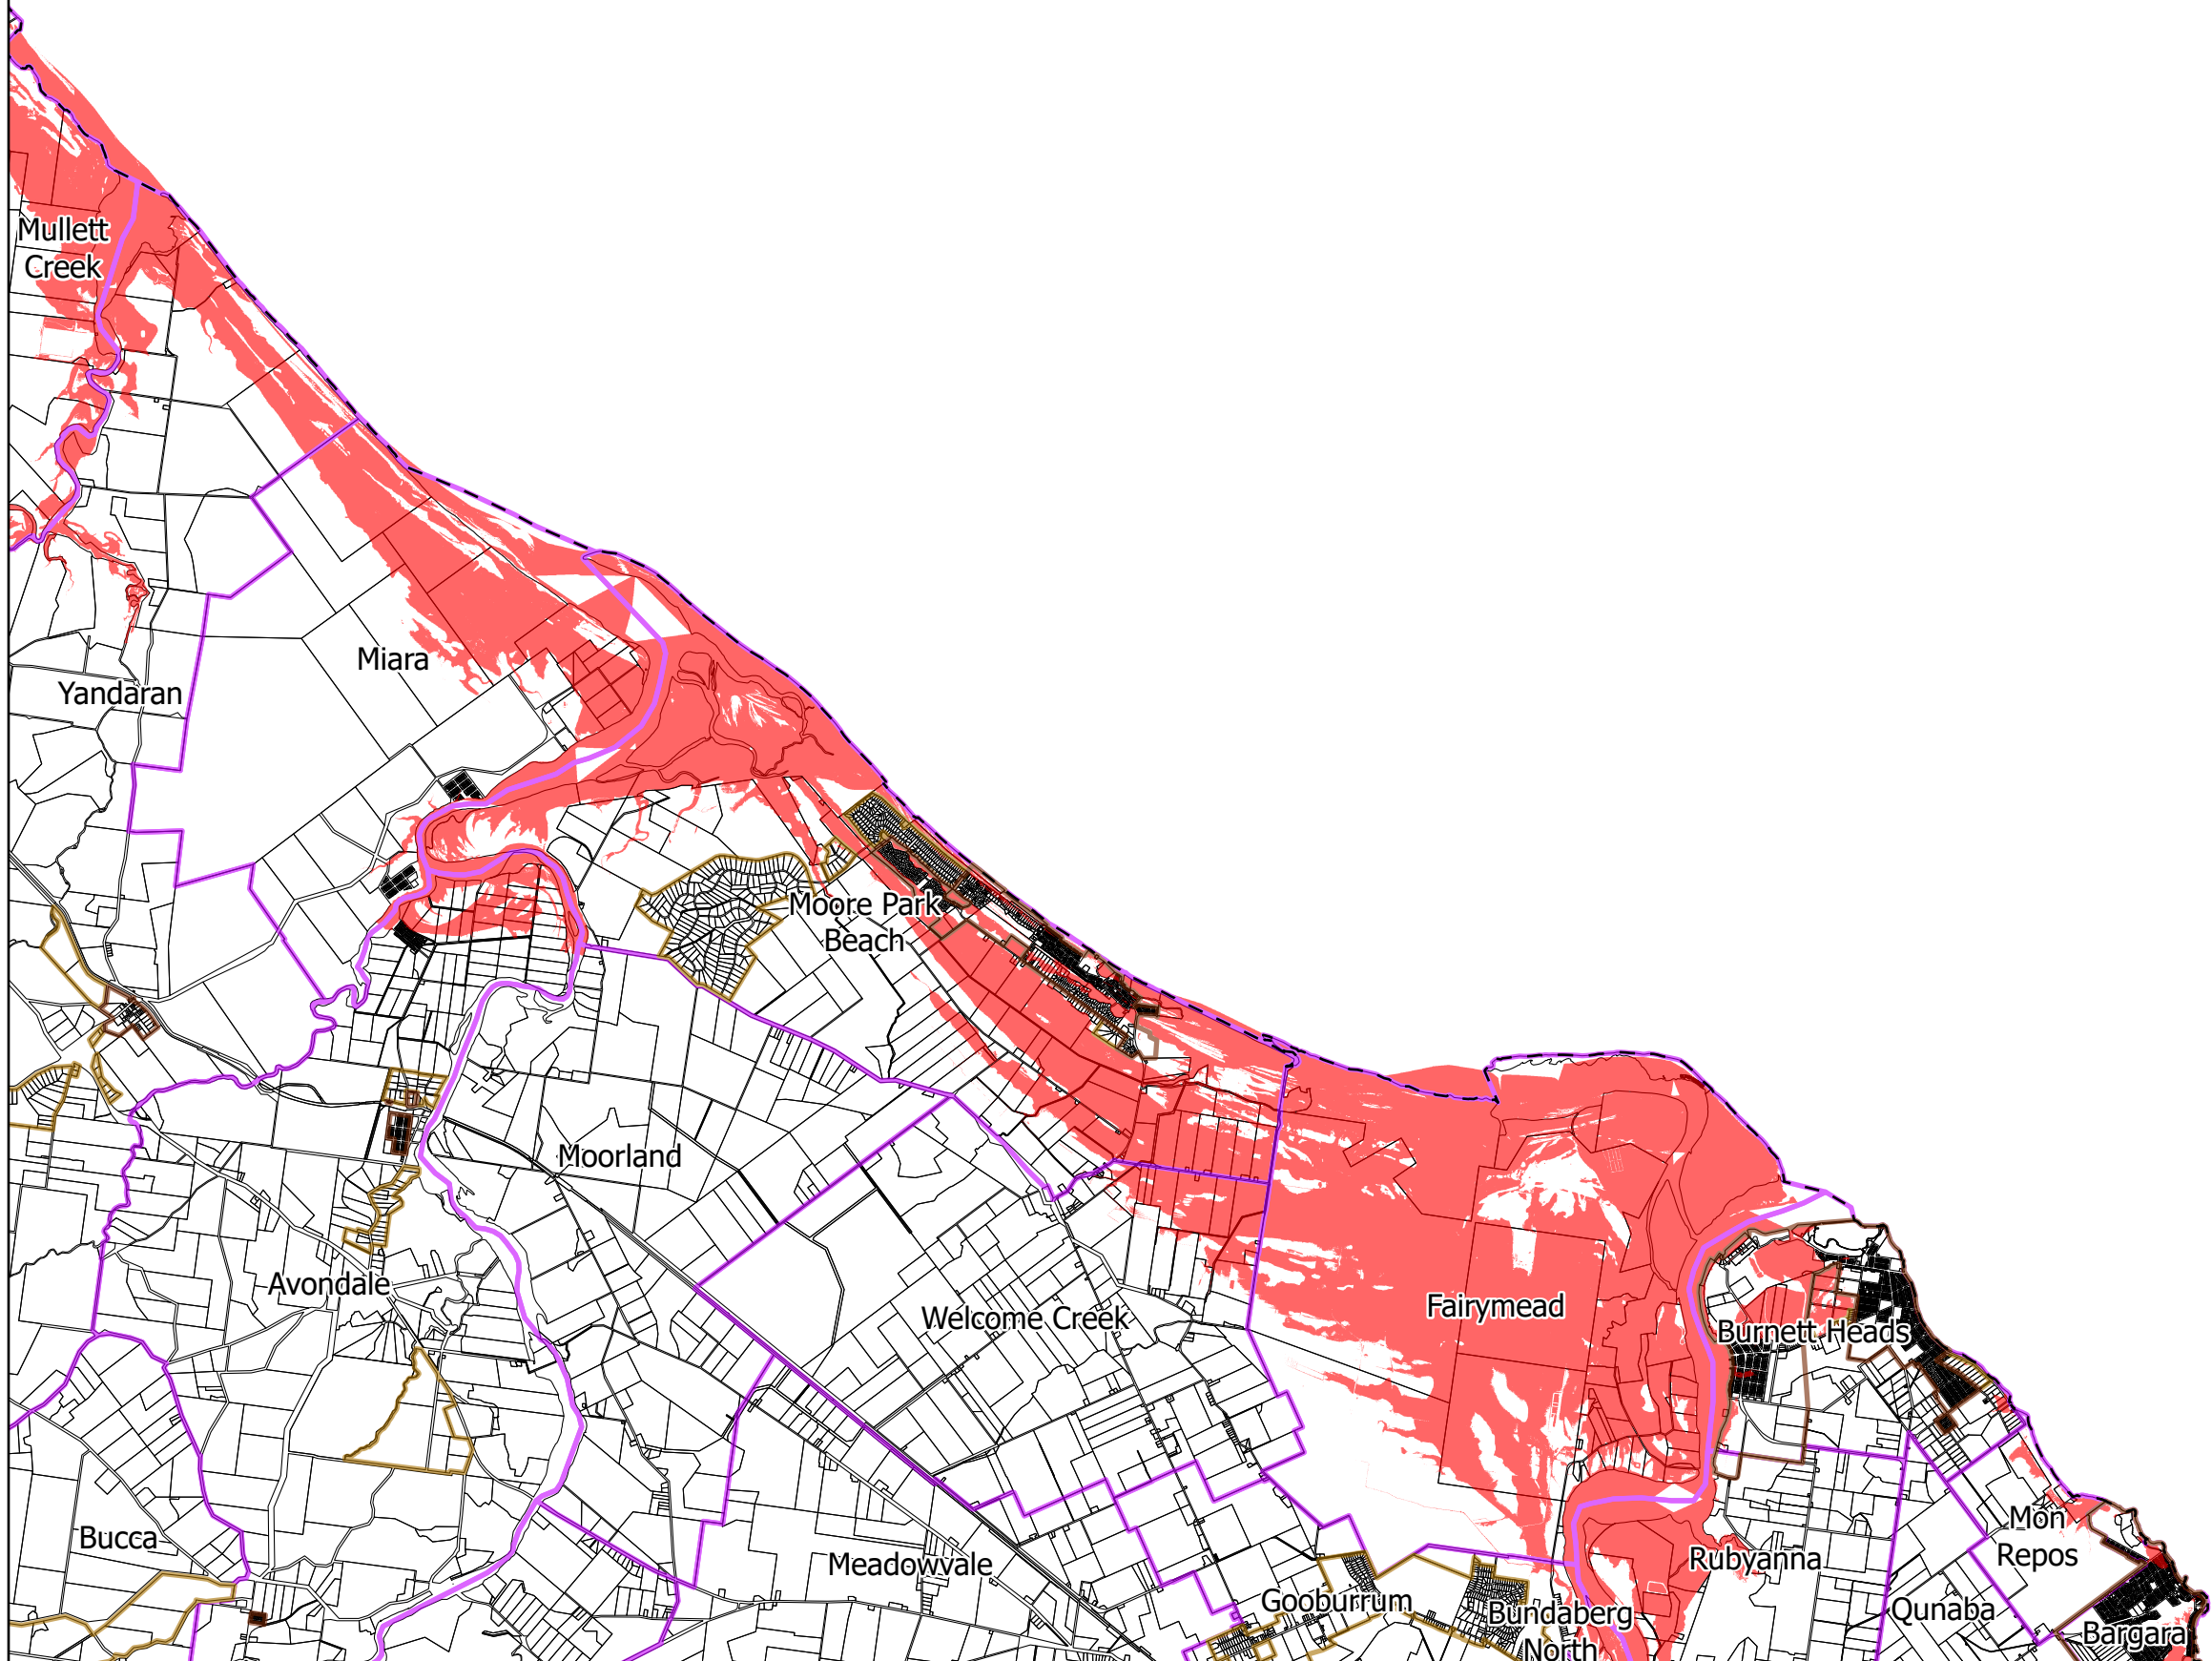 Mullett
Creek
Miara
Yandaran
Moore Park
Beach
Moorland
Avondale
Welcome Creek
Fairymead
Burnett Heads
Bucca
Meadowvale
Gooburrum
Bundaberg
North
Rubyanna
Mon
Repos
Qunaba
Bargara